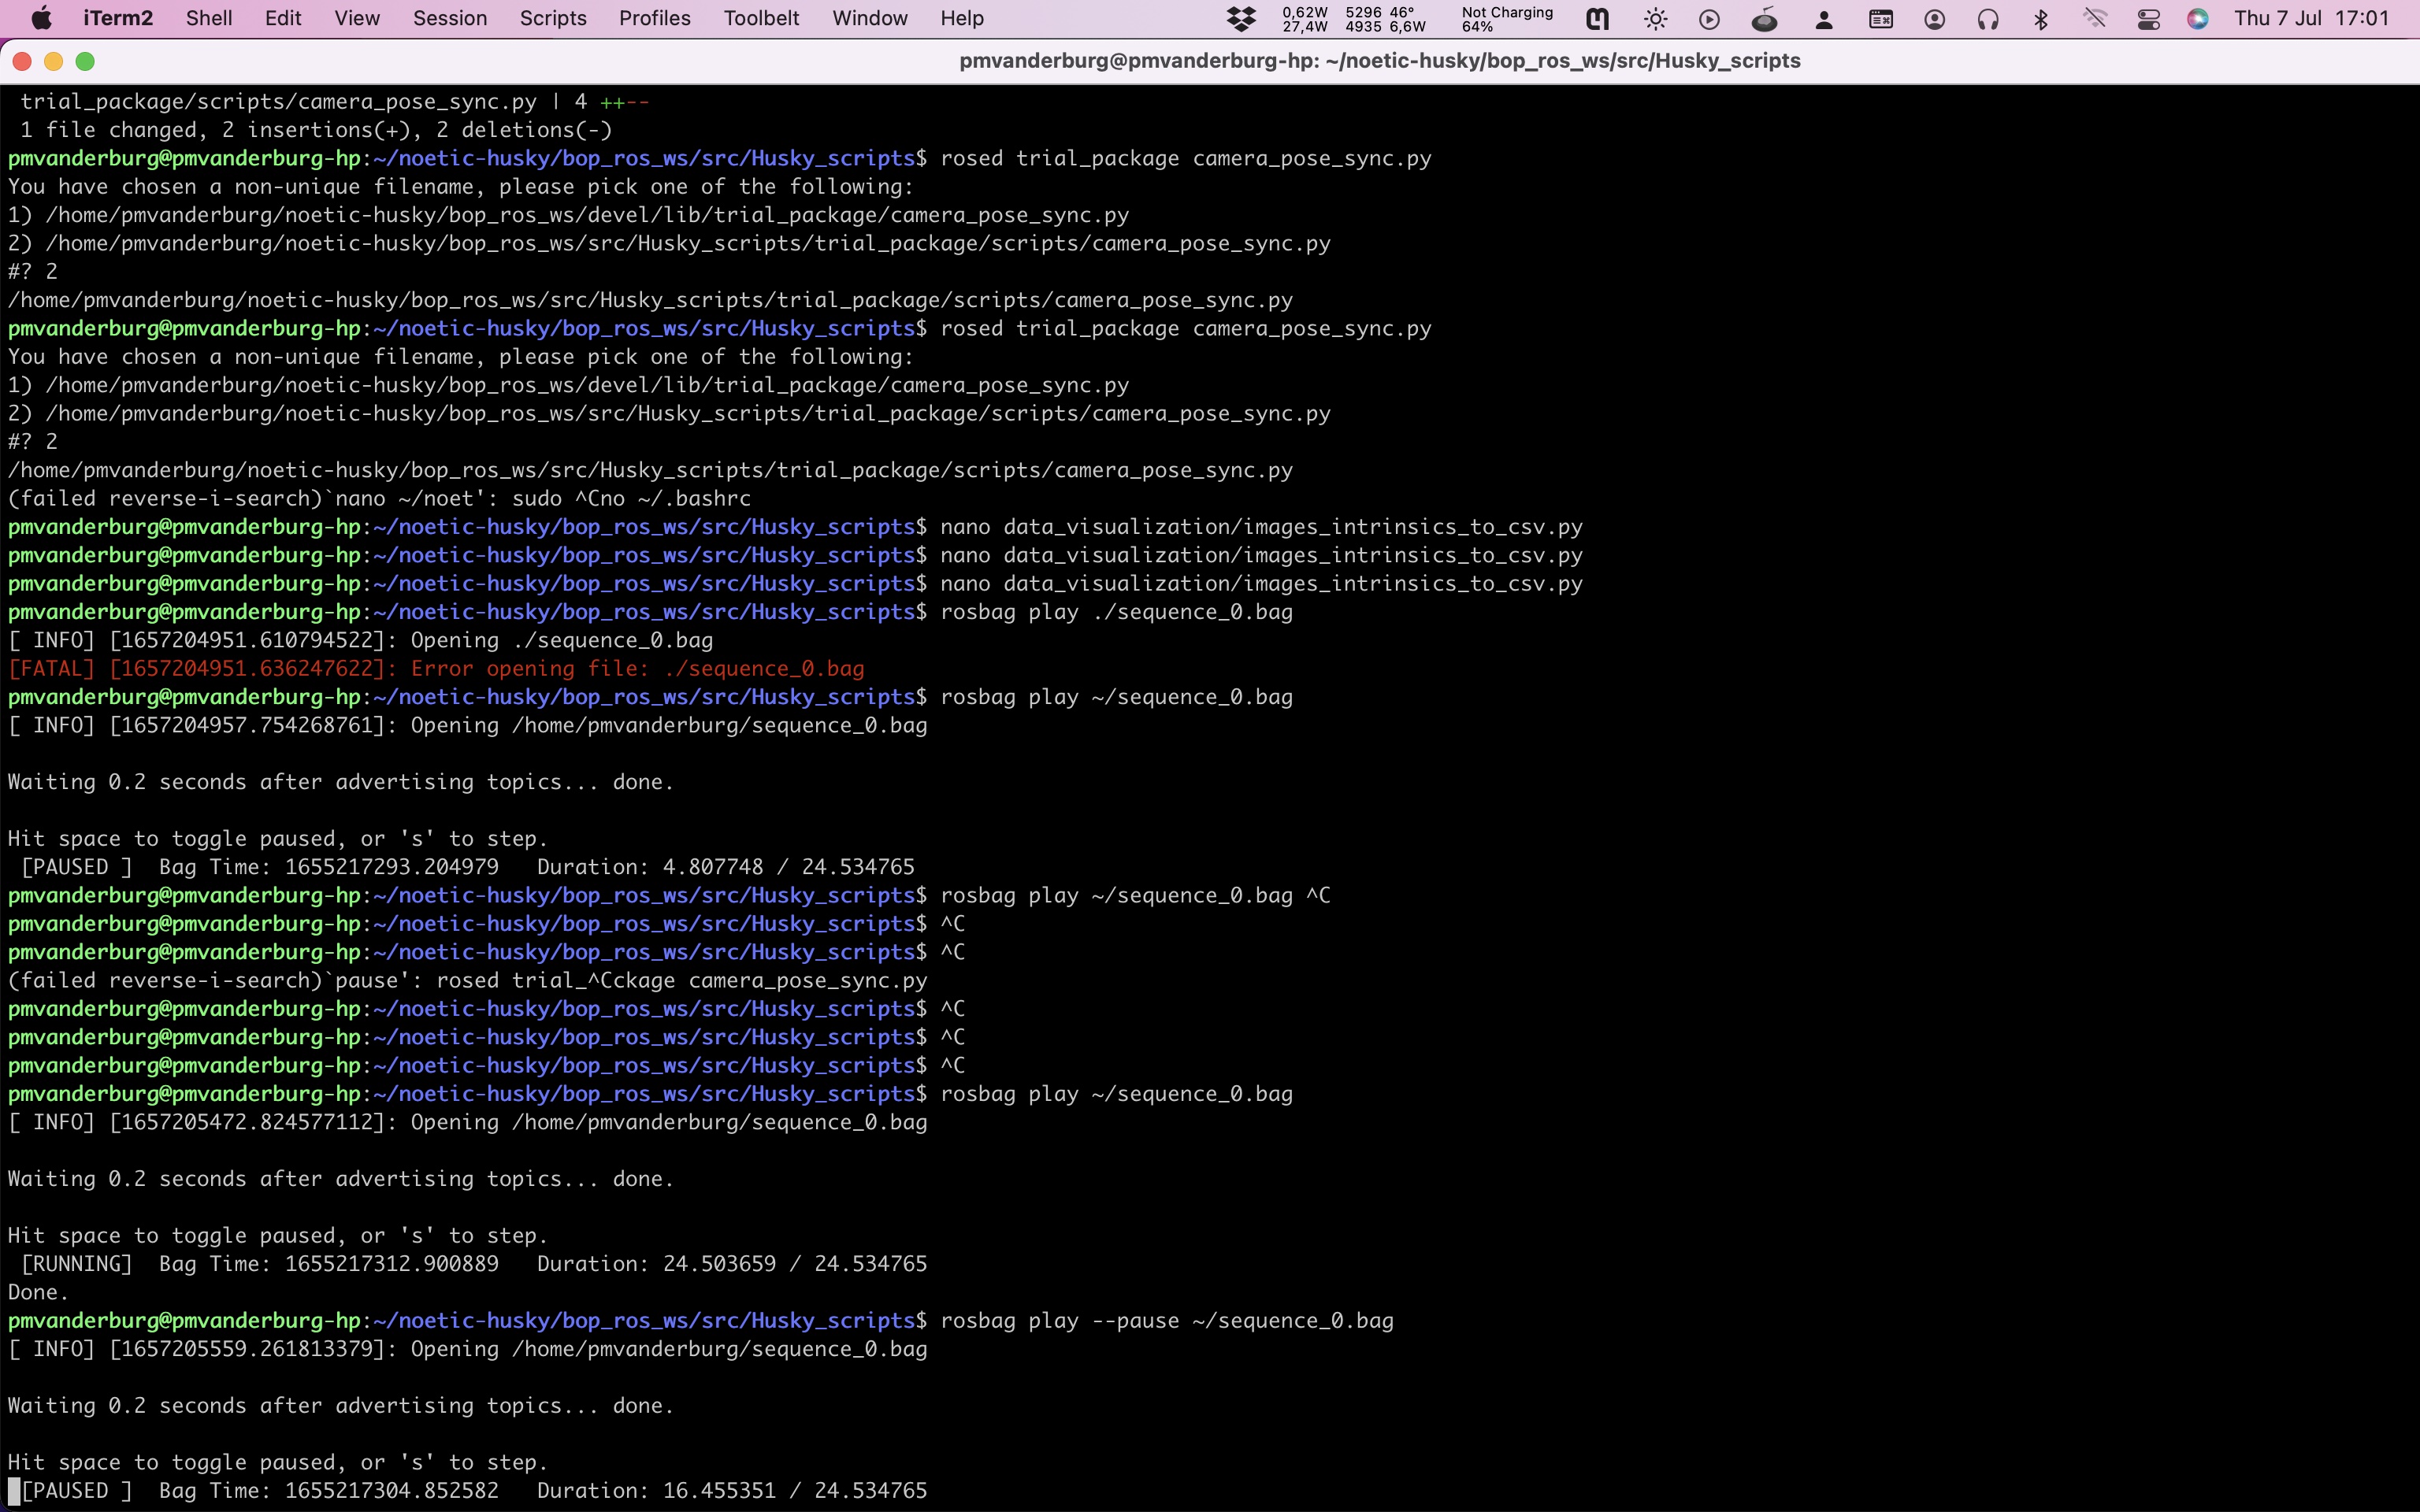 iTerm2 Shell Edit View Session Scripts Profiles Toolbelt Window Help 0,62W 27,4W 5296 46° 4935 6,6W Not Charging 64% Thu 7 Jul 17:01
pmvanderburg@pmvanderburg-hp: ~/noetic-husky/bop_ros_ws/src/Husky_scripts
trial_package/scripts/camera_pose_sync.py | 4 ++--
1 file changed, 2 insertions(+), 2 deletions(-)
pmvanderburg@pmvanderburg-hp:~/noetic-husky/bop_ros_ws/src/Husky_scripts$ rosed trial_package camera_pose_sync.py
You have chosen a non-unique filename, please pick one of the following:
1) /home/pmvanderburg/noetic-husky/bop_ros_ws/devel/lib/trial_package/camera_pose_sync.py
2) /home/pmvanderburg/noetic-husky/bop_ros_ws/src/Husky_scripts/trial_package/scripts/camera_pose_sync.py
#? 2
/home/pmvanderburg/noetic-husky/bop_ros_ws/src/Husky_scripts/trial_package/scripts/camera_pose_sync.py
pmvanderburg@pmvanderburg-hp:~/noetic-husky/bop_ros_ws/src/Husky_scripts$ rosed trial_package camera_pose_sync.py
You have chosen a non-unique filename, please pick one of the following:
1) /home/pmvanderburg/noetic-husky/bop_ros_ws/devel/lib/trial_package/camera_pose_sync.py
2) /home/pmvanderburg/noetic-husky/bop_ros_ws/src/Husky_scripts/trial_package/scripts/camera_pose_sync.py
#? 2
/home/pmvanderburg/noetic-husky/bop_ros_ws/src/Husky_scripts/trial_package/scripts/camera_pose_sync.py
(failed reverse-i-search)`nano ~/noet': sudo ^Cno ~/.bashrc
pmvanderburg@pmvanderburg-hp:~/noetic-husky/bop_ros_ws/src/Husky_scripts$ nano data_visualization/images_intrinsics_to_csv.py
pmvanderburg@pmvanderburg-hp:~/noetic-husky/bop_ros_ws/src/Husky_scripts$ nano data_visualization/images_intrinsics_to_csv.py
pmvanderburg@pmvanderburg-hp:~/noetic-husky/bop_ros_ws/src/Husky_scripts$ nano data_visualization/images_intrinsics_to_csv.py
pmvanderburg@pmvanderburg-hp:~/noetic-husky/bop_ros_ws/src/Husky_scripts$ rosbag play ./sequence_0.bag
[ INFO] [1657204951.610794522]: Opening ./sequence_0.bag
[FATAL] [1657204951.636247622]: Error opening file: ./sequence_0.bag
pmvanderburg@pmvanderburg-hp:~/noetic-husky/bop_ros_ws/src/Husky_scripts$ rosbag play ~/sequence_0.bag
[ INFO] [1657204957.754268761]: Opening /home/pmvanderburg/sequence_0.bag
Waiting 0.2 seconds after advertising topics... done.
Hit space to toggle paused, or 's' to step.
[PAUSED ]  Bag Time: 1655217293.204979   Duration: 4.807748 / 24.534765
pmvanderburg@pmvanderburg-hp:~/noetic-husky/bop_ros_ws/src/Husky_scripts$ rosbag play ~/sequence_0.bag ^C
pmvanderburg@pmvanderburg-hp:~/noetic-husky/bop_ros_ws/src/Husky_scripts$ ^C
pmvanderburg@pmvanderburg-hp:~/noetic-husky/bop_ros_ws/src/Husky_scripts$ ^C
(failed reverse-i-search)`pause': rosed trial_^Cckage camera_pose_sync.py
pmvanderburg@pmvanderburg-hp:~/noetic-husky/bop_ros_ws/src/Husky_scripts$ ^C
pmvanderburg@pmvanderburg-hp:~/noetic-husky/bop_ros_ws/src/Husky_scripts$ ^C
pmvanderburg@pmvanderburg-hp:~/noetic-husky/bop_ros_ws/src/Husky_scripts$ ^C
pmvanderburg@pmvanderburg-hp:~/noetic-husky/bop_ros_ws/src/Husky_scripts$ rosbag play ~/sequence_0.bag
[ INFO] [1657205472.824577112]: Opening /home/pmvanderburg/sequence_0.bag
Waiting 0.2 seconds after advertising topics... done.
Hit space to toggle paused, or 's' to step.
[RUNNING]  Bag Time: 1655217312.900889   Duration: 24.503659 / 24.534765
Done.
pmvanderburg@pmvanderburg-hp:~/noetic-husky/bop_ros_ws/src/Husky_scripts$ rosbag play --pause ~/sequence_0.bag
[ INFO] [1657205559.261813379]: Opening /home/pmvanderburg/sequence_0.bag
Waiting 0.2 seconds after advertising topics... done.
Hit space to toggle paused, or 's' to step.
[PAUSED ]  Bag Time: 1655217304.852582   Duration: 16.455351 / 24.534765